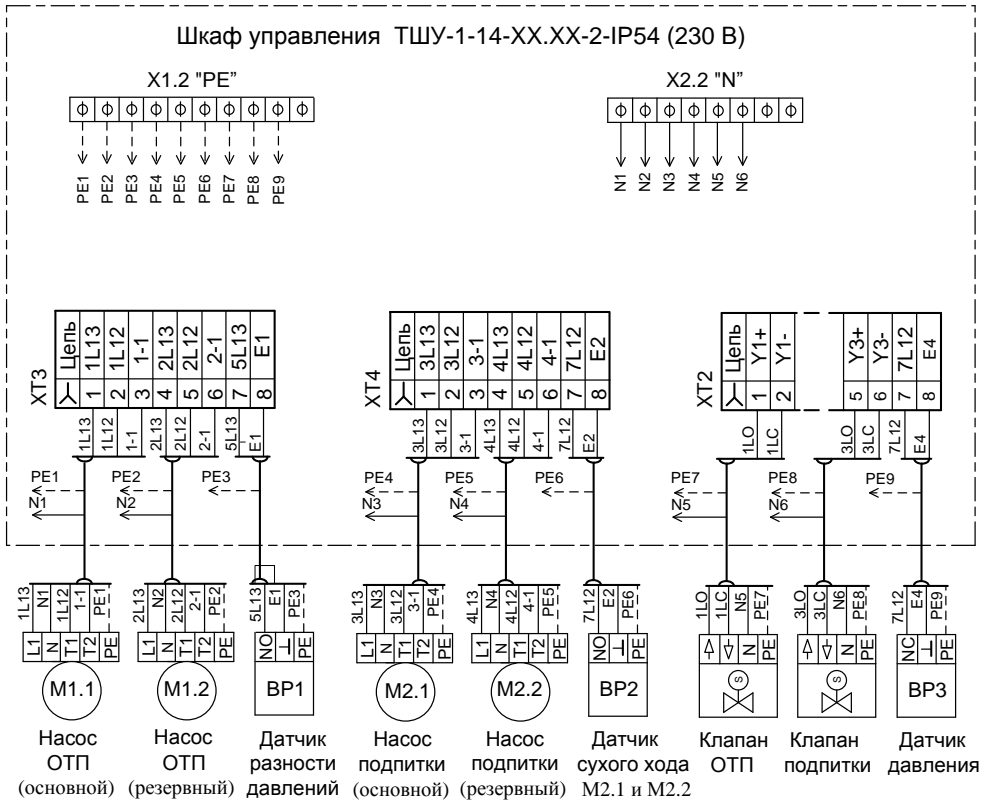 Шкаф управления ТШУ-1-14-XX.XX-2-IP54 (230 В)
X1.2 "PE"
X2.2 "N"
PE1 PE2 PE3 PE4 PE5 PE6 PE7 PE8 PE9
N1 N2 N3 N4 N5 N6
XT3
Цепь 1L13 1L12 1-1 2L13 2L12 2-1 5L13 E1
1 2 3 4 5 6 7 8
XT4
Цепь 3L13 3L12 3-1 4L13 4L12 4-1 7L12 E2
1 2 3 4 5 6 7 8
XT2
Цепь Y1+ Y1- Y3+ Y3- 7L12 E4
1 2 5 6 7 8
1L13 1L12 1-1 2L13 2L12 2-1 5L13 E1
3L13 3L12 3-1 4L13 4L12 4-1 7L12 E2
1LO 1LC 3LO 3LC 7L12 E4
PE1 PE2 PE3 PE4 PE5 PE6 PE7 PE8 PE9
N1 N2 N3 N4 N5 N6
1L13 N1 1L12 1-1 PE1
2L13 N2 2L12 2-1 PE2
5L13 E1 PE3
3L13 N3 3L12 3-1 PE4
4L13 N4 4L12 4-1 PE5
7L12 E2 PE6
1LO 1LC N5 PE7
3LO 3LC N6 PE8
7L12 E4 PE9
L1 N T1 T2 PE
L1 N T1 T2 PE
NO PE
L1 N T1 T2 PE
L1 N T1 T2 PE
NO PE
N PE
N PE
NC PE
M1.1
M1.2
BP1
M2.1
M2.2
BP2
S
S
BP3
Насос
ОТП
(основной)
Насос
ОТП
(резервный)
Датчик
разности
давлений
Насос
подпитки
(основной)
Насос
подпитки
(резервный)
Датчик
сухого хода
М2.1 и М2.2
Клапан
ОТП
Клапан
подпитки
Датчик
давления